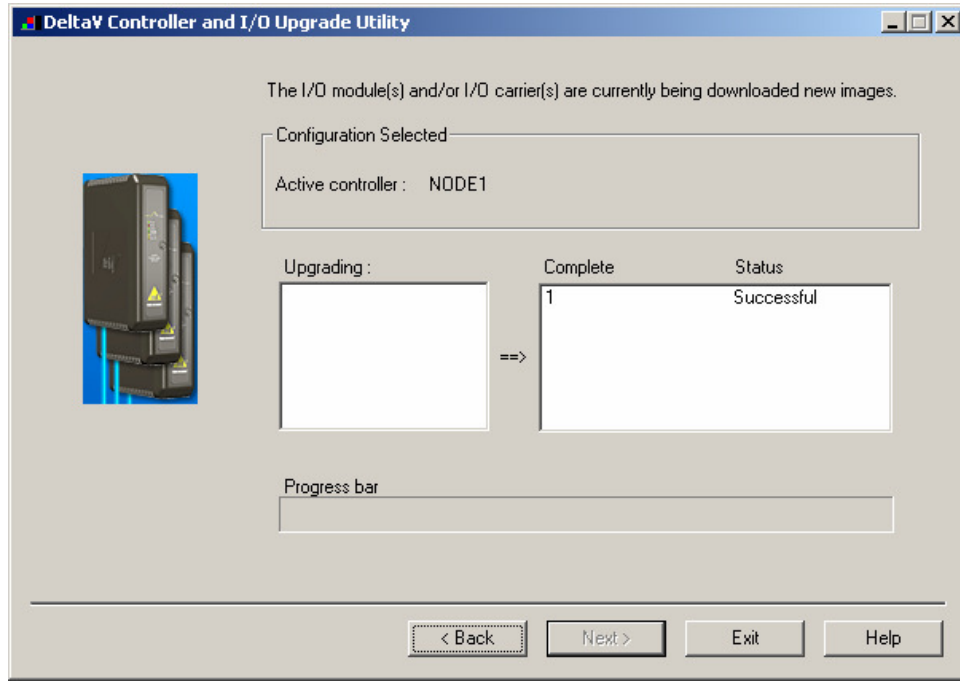 DeltaV Controller and I/O Upgrade Utility
The I/O module(s) and/or I/O carrier(s) are currently being downloaded new images.
Configuration Selected
Active controller : NODE1
Upgrading :
Complete Status
1 Successful
==>
Progress bar
< Back Next > Exit Help